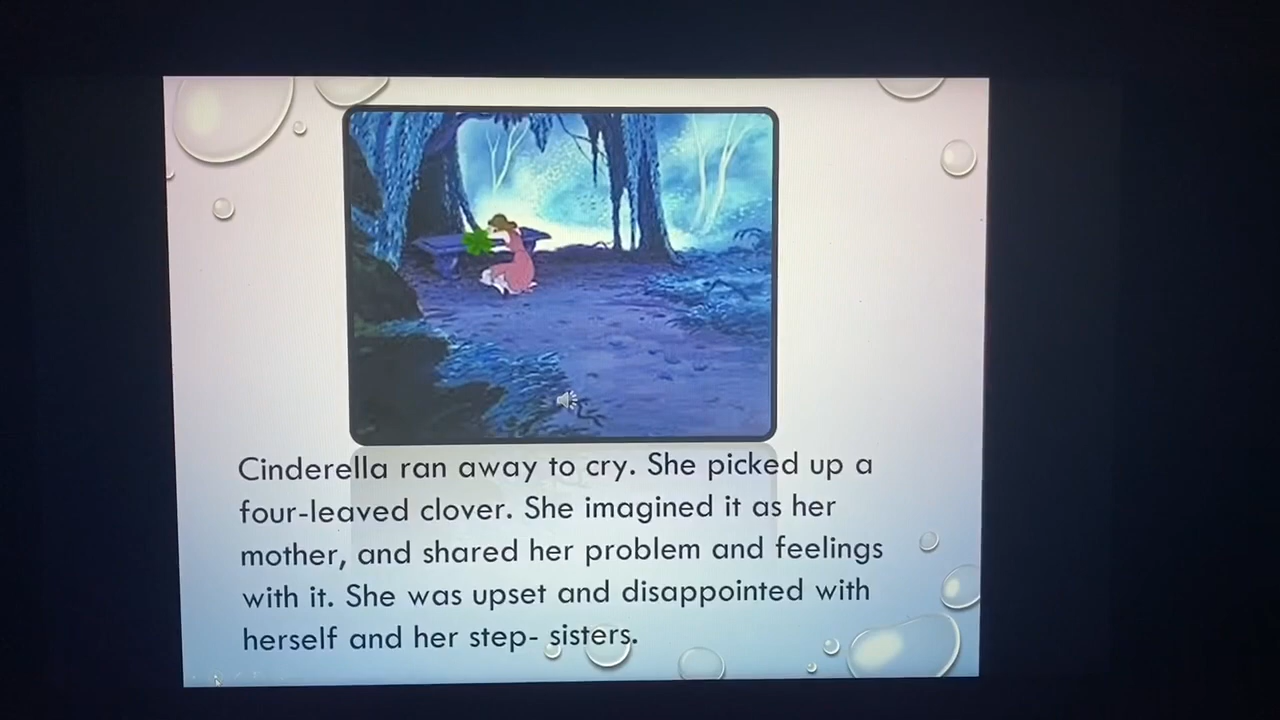 Cinderella ran away to cry. She picked up a
four-leaved clover. She imagined it as her
mother, and shared her problem and feelings
with it. She was upset and disappointed with
herself and her step- sisters.